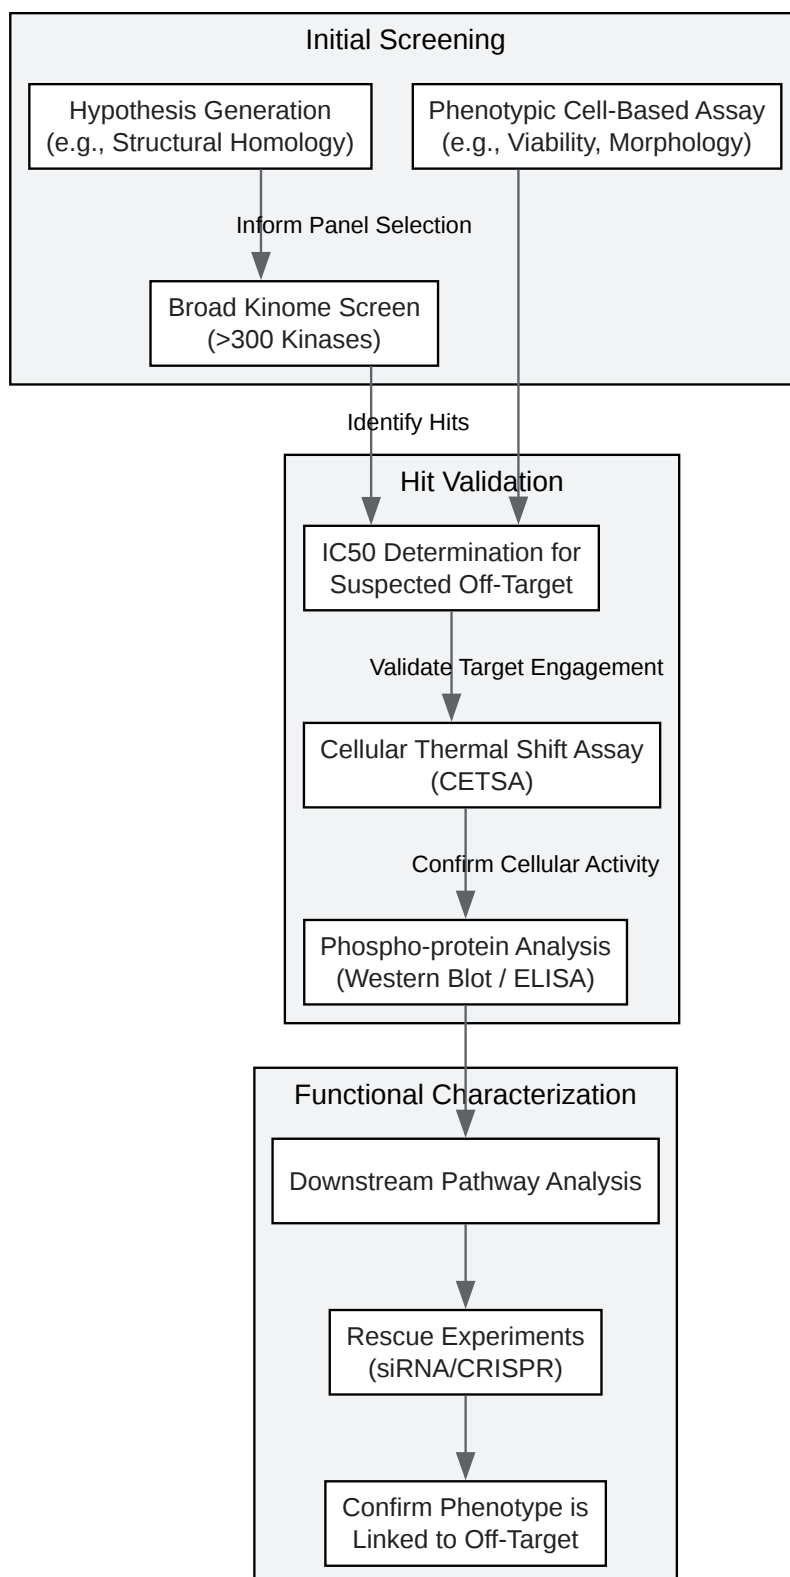 Initial Screening
Hypothesis Generation
(e.g., Structural Homology)
Phenotypic Cell-Based Assay
(e.g., Viability, Morphology)
Inform Panel Selection
Broad Kinome Screen
(>300 Kinases)
Identify Hits
Hit Validation
IC50 Determination for
Suspected Off-Target
Validate Target Engagement
Cellular Thermal Shift Assay
(CETSA)
Confirm Cellular Activity
Phospho-protein Analysis
(Western Blot / ELISA)
Functional Characterization
Downstream Pathway Analysis
Rescue Experiments
(siRNA/CRISPR)
Confirm Phenotype is
Linked to Off-Target